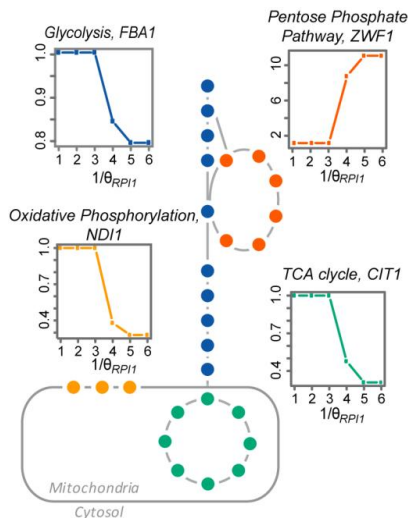 Glycolysis, FBA1
1.0
0.9
0.8
1 2 3 4 5 6
1/θRPI1
Pentose Phosphate
Pathway, ZWF1
10
6
2
1 2 3 4 5 6
1/θRPI1
Oxidative Phosphorylation,
NDI1
1.0
0.7
0.4
1 2 3 4 5 6
1/θRPI1
TCA clycle, CIT1
1.0
0.7
0.4
1 2 3 4 5 6
1/θRPI1
Mitochondria
Cytosol